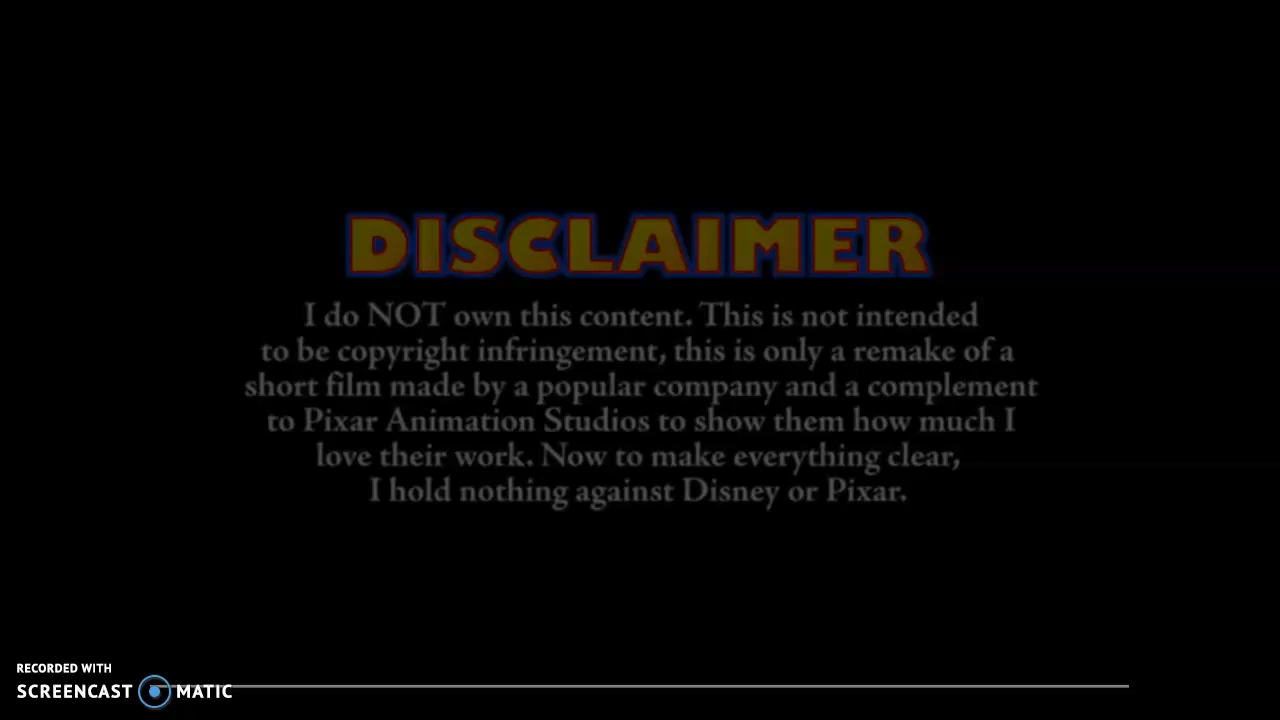 DISCLAIMER
I do NOT own this content. This is not intended
to be copyright infringement, this is only a remake of a
short film made by a popular company and a complement
to Pixar Animation Studios to show them how much I
love their work. Now to make everything clear,
I hold nothing against Disney or Pixar.
RECORDED WITH
SCREENCAST MATIC